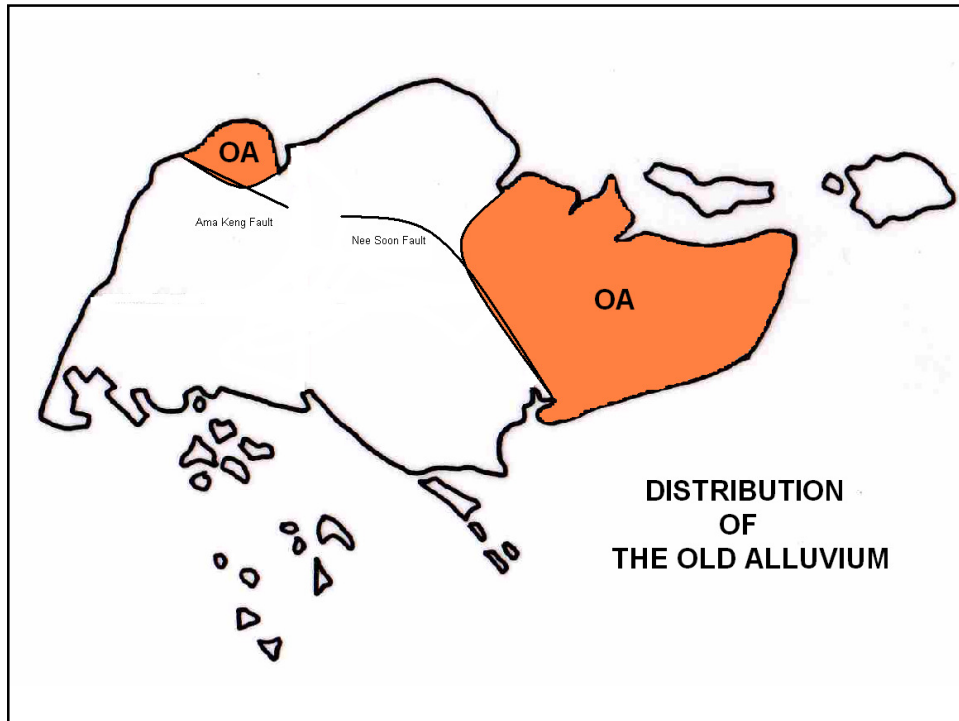 OA
Ama Keng Fault
Nee Soon Fault
OA
DISTRIBUTION
OF
THE OLD ALLUVIUM